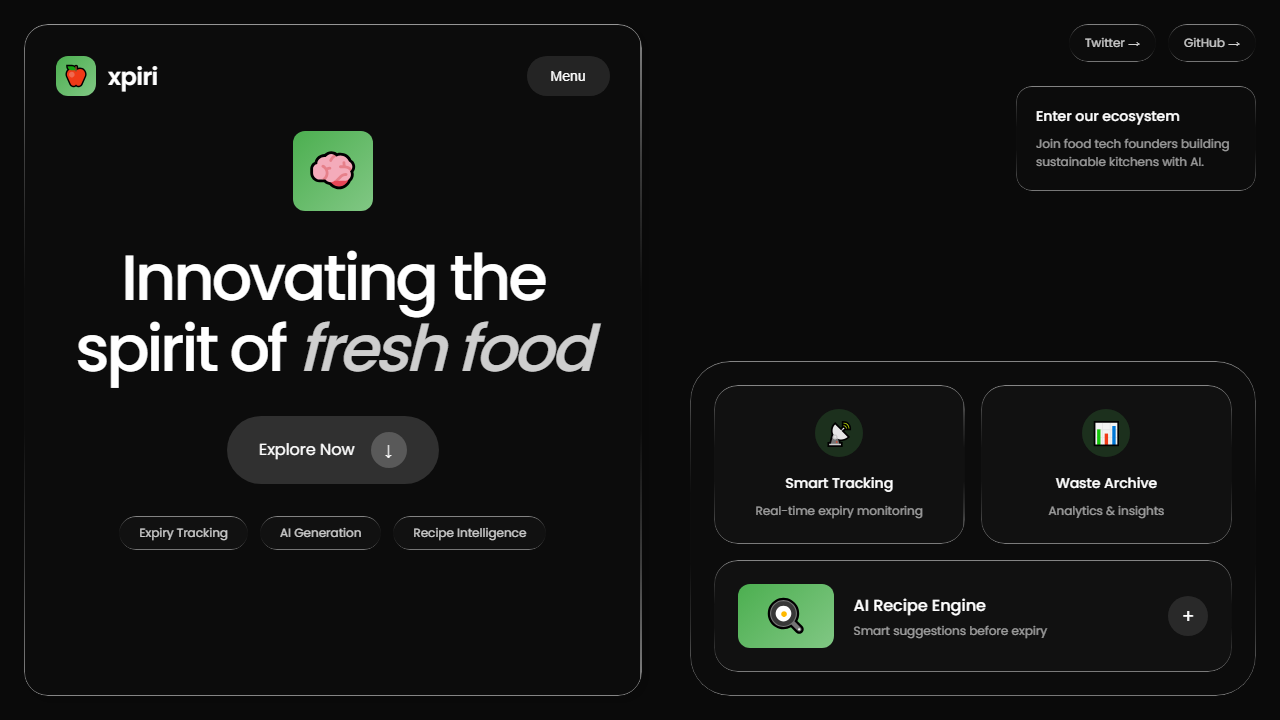 xpiri
Menu
Innovating the
spirit of fresh food
Explore Now ↓
Expiry Tracking
AI Generation
Recipe Intelligence
Twitter →
GitHub →
Enter our ecosystem
Join food tech founders building
sustainable kitchens with AI.
Smart Tracking
Real-time expiry monitoring
Waste Archive
Analytics & insights
AI Recipe Engine
Smart suggestions before expiry
+